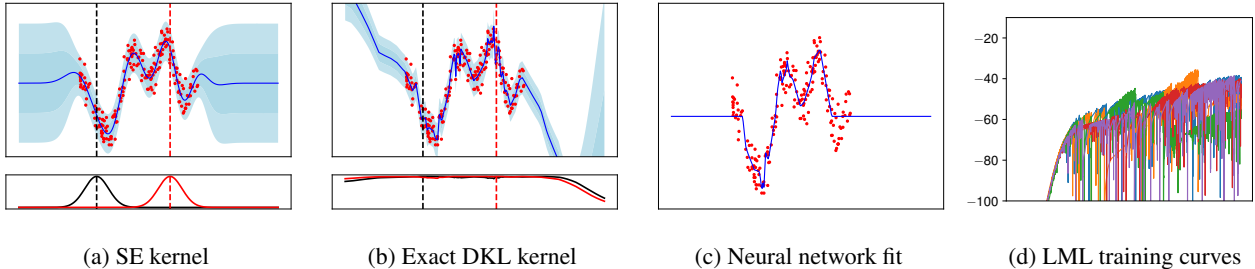 −20
−40
−60
−80
−100
(a) SE kernel
(b) Exact DKL kernel
(c) Neural network fit
(d) LML training curves